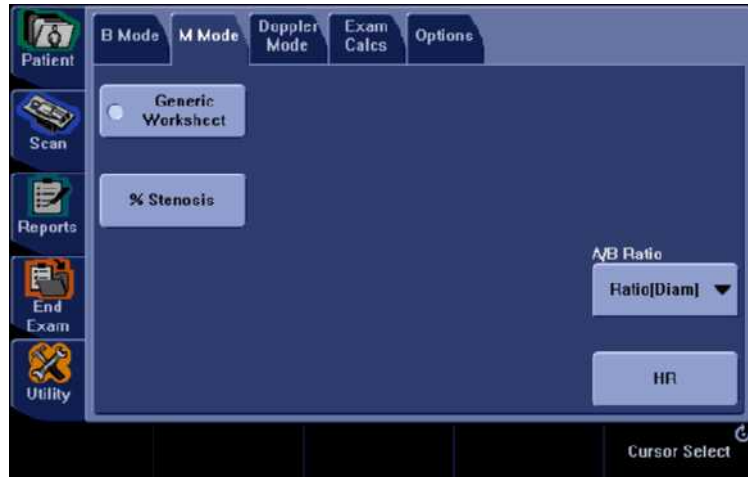 Patient
Scan
Reports
End
Exam
Utility
B Mode
M Mode
Doppler
Mode
Exam
Calcs
Options
Generic
Worksheet
% Stenosis
A/B Ratio
Ratio[Diam]
HR
Cursor Select